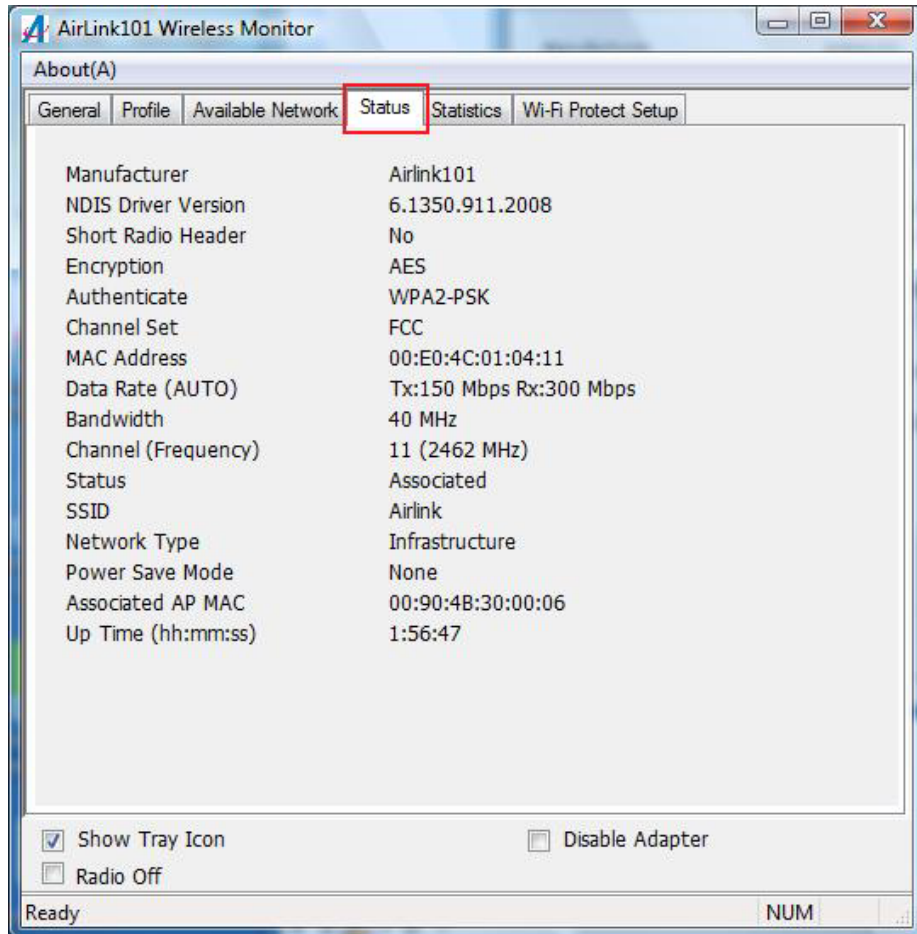 AirLink101 Wireless Monitor
About(A)
General Profile Available Network Status Statistics Wi-Fi Protect Setup
Manufacturer Airlink101
NDIS Driver Version 6.1350.911.2008
Short Radio Header No
Encryption AES
Authenticate WPA2-PSK
Channel Set FCC
MAC Address 00:E0:4C:01:04:11
Data Rate (AUTO) Tx:150 Mbps Rx:300 Mbps
Bandwidth 40 MHz
Channel (Frequency) 11 (2462 MHz)
Status Associated
SSID Airlink
Network Type Infrastructure
Power Save Mode None
Associated AP MAC 00:90:4B:30:00:06
Up Time (hh:mm:ss) 1:56:47
Show Tray Icon Disable Adapter
Radio Off
Ready NUM